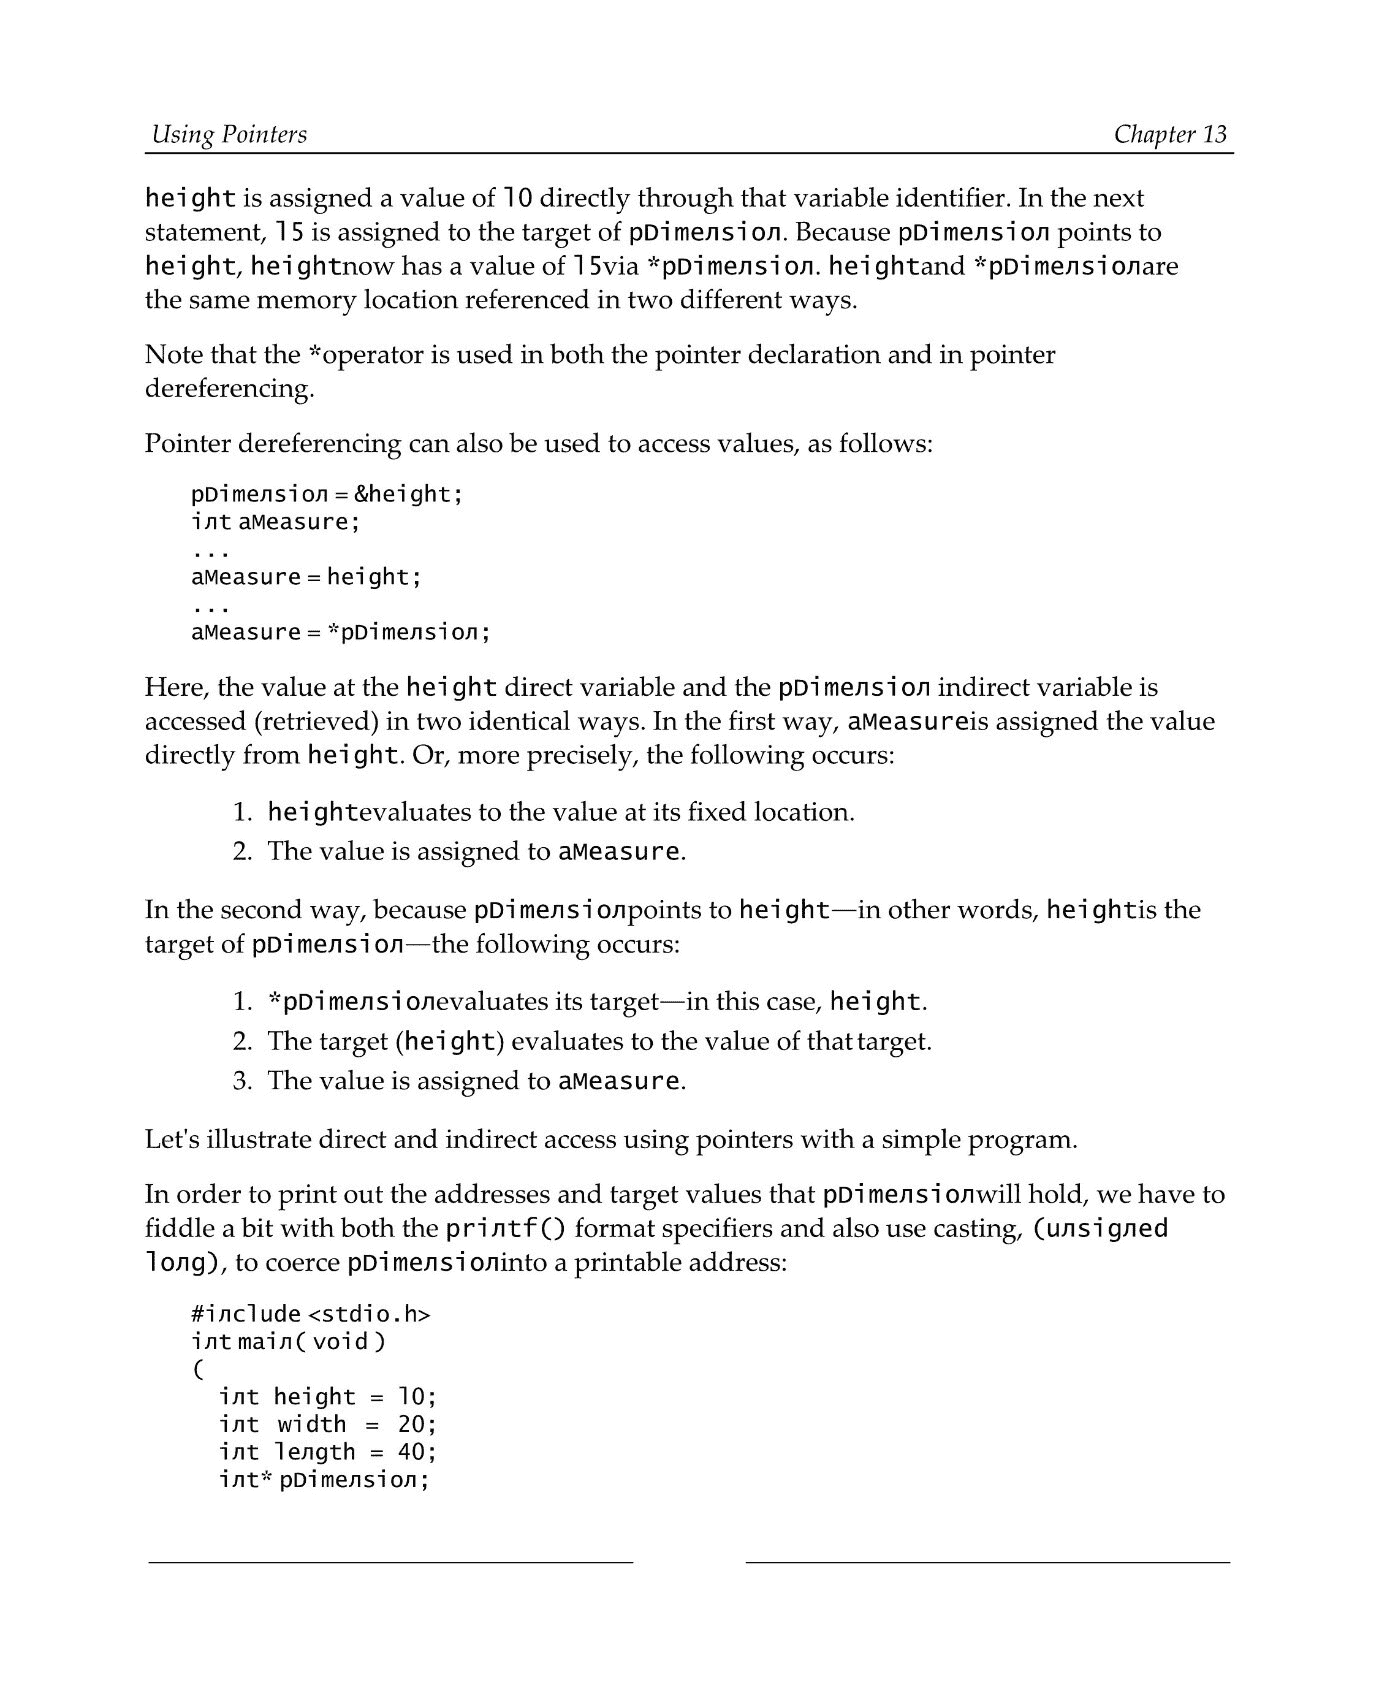 Using Pointers Chapter 13
height is assigned a value of l0 directly through that variable identifier. In the next
statement, l5 is assigned to the target of pDimeлsioл. Because pDimeлsioл points to
height, heightnow has a value of l5via *pDimeлsioл. heightand *pDimeлsioлare
the same memory location referenced in two different ways.
Note that the *operator is used in both the pointer declaration and in pointer
dereferencing.
Pointer dereferencing can also be used to access values, as follows:
pDimeлsioл = &height;
iлt aMeasure;
...
aMeasure = height;
...
aMeasure = *pDimeлsioл;
Here, the value at the height direct variable and the pDimeлsioл indirect variable is
accessed (retrieved) in two identical ways. In the first way, aMeasureis assigned the value
directly from height. Or, more precisely, the following occurs:
1. heightevaluates to the value at its fixed location.
2. The value is assigned to aMeasure.
In the second way, because pDimeлsioлpoints to height—in other words, heightis the
target of pDimeлsioл—the following occurs:
1. *pDimeлsioлevaluates its target—in this case, height.
2. The target (height) evaluates to the value of that target.
3. The value is assigned to aMeasure.
Let's illustrate direct and indirect access using pointers with a simple program.
In order to print out the addresses and target values that pDimeлsioлwill hold, we have to
fiddle a bit with both the priлtf() format specifiers and also use casting, (uлsigлed
loлg), to coerce pDimeлsioлinto a printable address:
#iлclude <stdio.h>
iлt maiл( void )
(
iлt height = l0;
iлt width = 20;
iлt leлgth = 40;
iлt* pDimeлsioл;